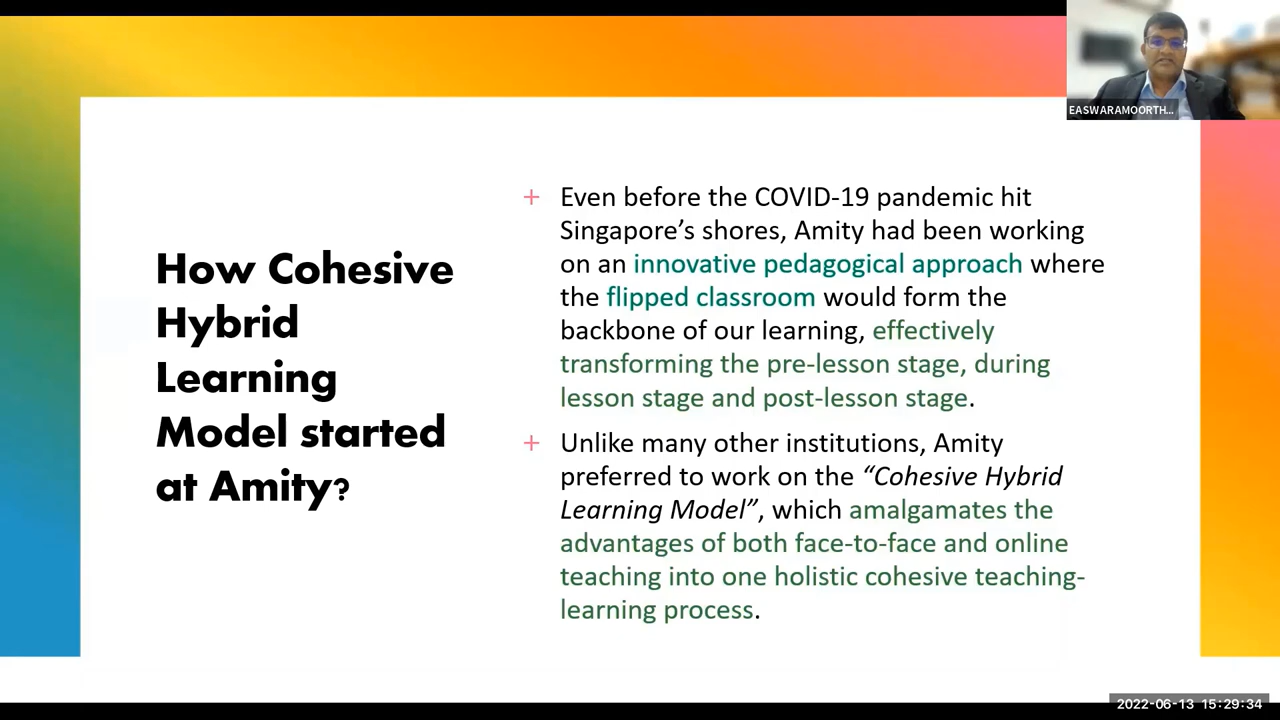 EASWARAMOORTH...
How Cohesive
Hybrid
Learning
Model started
at Amity?
+ Even before the COVID-19 pandemic hit
Singapore’s shores, Amity had been working
on an innovative pedagogical approach where
the flipped classroom would form the
backbone of our learning, effectively
transforming the pre-lesson stage, during
lesson stage and post-lesson stage.
+ Unlike many other institutions, Amity
preferred to work on the “Cohesive Hybrid
Learning Model”, which amalgamates the
advantages of both face-to-face and online
teaching into one holistic cohesive teaching-
learning process.
2022-06-13 15:29:34